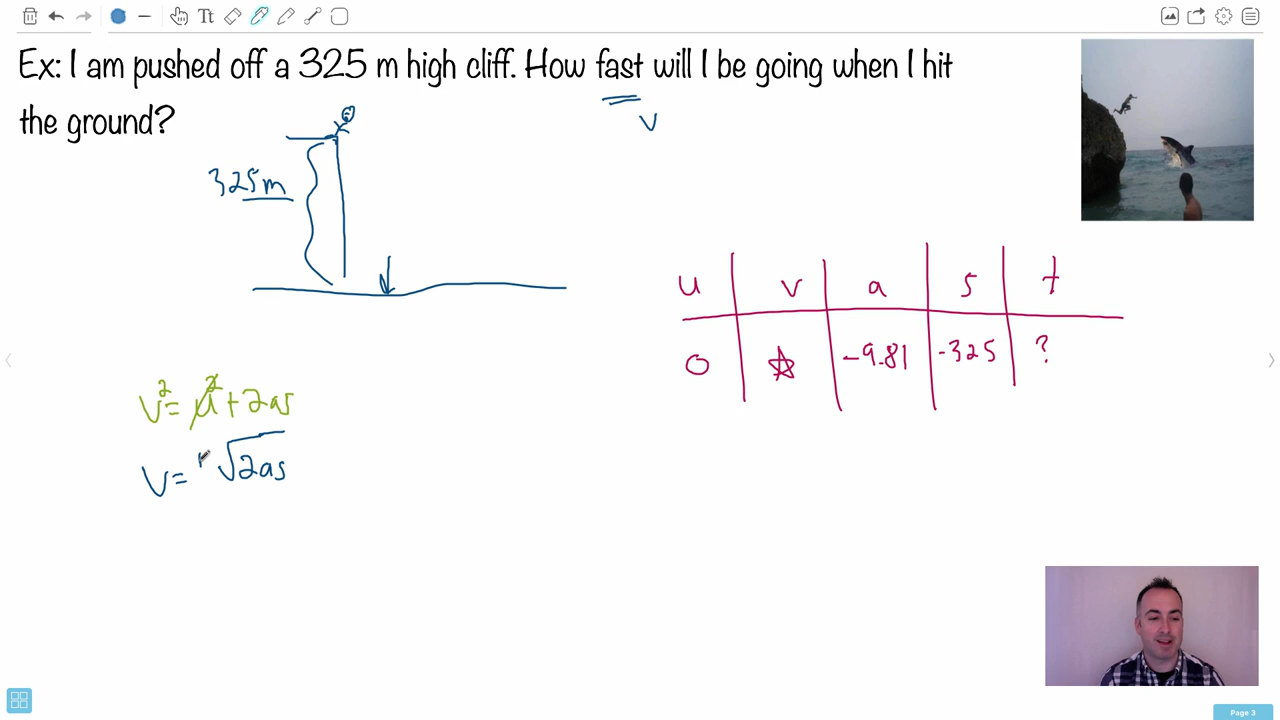 Tt
Ex: I am pushed off a 325 m high cliff. How fast will I be going when I hit
the ground?
v
325m
u v a s t
0 ☆ -9.81 -325 ?
v²= u²+2as
v= √2as
Page 3